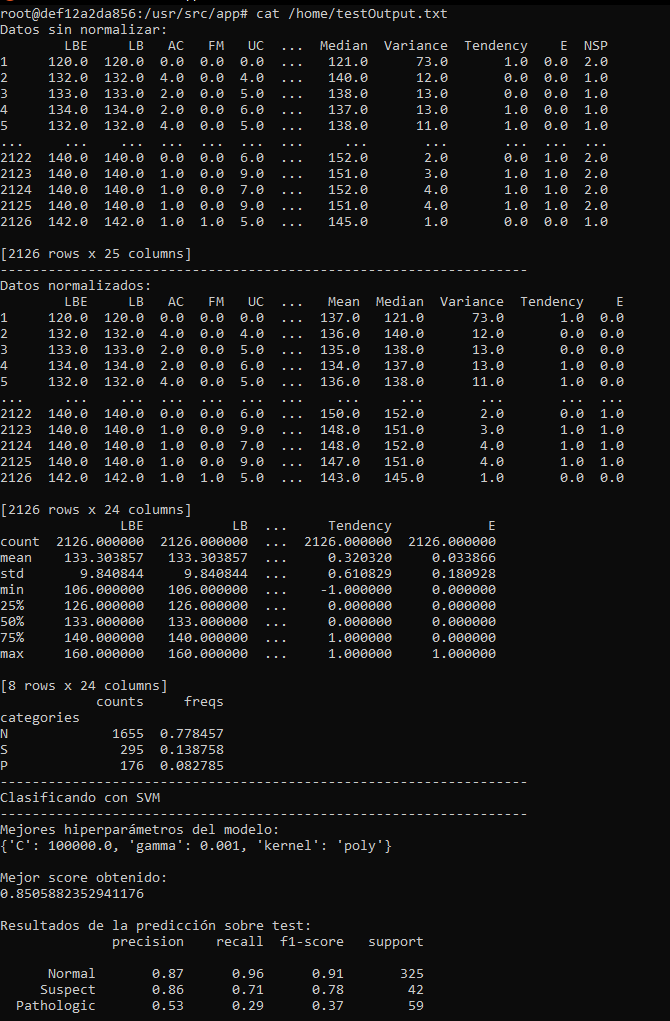 root@def12a2da856:/usr/src/app# cat /home/testOutput.txt
Datos sin normalizar:
LBE LB AC FM UC ... Median Variance Tendency E NSP
1 120.0 120.0 0.0 0.0 0.0 ... 121.0 73.0 1.0 0.0 2.0
2 132.0 132.0 4.0 0.0 4.0 ... 140.0 12.0 0.0 0.0 1.0
3 133.0 133.0 2.0 0.0 5.0 ... 138.0 13.0 0.0 0.0 1.0
4 134.0 134.0 2.0 0.0 6.0 ... 137.0 13.0 1.0 0.0 1.0
5 132.0 132.0 4.0 0.0 5.0 ... 138.0 11.0 1.0 0.0 1.0
... ... ... ... ... ... ... ... ... ... ... ...
2122 140.0 140.0 0.0 0.0 6.0 ... 152.0 2.0 0.0 1.0 2.0
2123 140.0 140.0 1.0 0.0 9.0 ... 151.0 3.0 1.0 1.0 2.0
2124 140.0 140.0 1.0 0.0 7.0 ... 152.0 4.0 1.0 1.0 2.0
2125 140.0 140.0 1.0 0.0 9.0 ... 151.0 4.0 1.0 1.0 2.0
2126 142.0 142.0 1.0 1.0 5.0 ... 145.0 1.0 0.0 0.0 1.0
[2126 rows x 25 columns]
------------------------------------------------------------------
Datos normalizados:
LBE LB AC FM UC ... Mean Median Variance Tendency E
1 120.0 120.0 0.0 0.0 0.0 ... 137.0 121.0 73.0 1.0 0.0
2 132.0 132.0 4.0 0.0 4.0 ... 136.0 140.0 12.0 0.0 0.0
3 133.0 133.0 2.0 0.0 5.0 ... 135.0 138.0 13.0 0.0 0.0
4 134.0 134.0 2.0 0.0 6.0 ... 134.0 137.0 13.0 1.0 0.0
5 132.0 132.0 4.0 0.0 5.0 ... 136.0 138.0 11.0 1.0 0.0
... ... ... ... ... ... ... ... ... ... ... ...
2122 140.0 140.0 0.0 0.0 6.0 ... 150.0 152.0 2.0 0.0 1.0
2123 140.0 140.0 1.0 0.0 9.0 ... 148.0 151.0 3.0 1.0 1.0
2124 140.0 140.0 1.0 0.0 7.0 ... 148.0 152.0 4.0 1.0 1.0
2125 140.0 140.0 1.0 0.0 9.0 ... 147.0 151.0 4.0 1.0 1.0
2126 142.0 142.0 1.0 1.0 5.0 ... 143.0 145.0 1.0 0.0 0.0
[2126 rows x 24 columns]
LBE LB ... Tendency E
count 2126.000000 2126.000000 ... 2126.000000 2126.000000
mean 133.303857 133.303857 ... 0.320320 0.033866
std 9.840844 9.840844 ... 0.610829 0.180928
min 106.000000 106.000000 ... -1.000000 0.000000
25% 126.000000 126.000000 ... 0.000000 0.000000
50% 133.000000 133.000000 ... 0.000000 0.000000
75% 140.000000 140.000000 ... 1.000000 0.000000
max 160.000000 160.000000 ... 1.000000 1.000000
[8 rows x 24 columns]
counts freqs
categories
N 1655 0.778457
S 295 0.138758
P 176 0.082785
------------------------------------------------------------------
Clasificando con SVM
------------------------------------------------------------------
Mejores hiperparámetros del modelo:
{'C': 100000.0, 'gamma': 0.001, 'kernel': 'poly'}
Mejor score obtenido:
0.8505882352941176
Resultados de la predicción sobre test:
precision recall f1-score support
Normal 0.87 0.96 0.91 325
Suspect 0.86 0.71 0.78 42
Pathologic 0.53 0.29 0.37 59